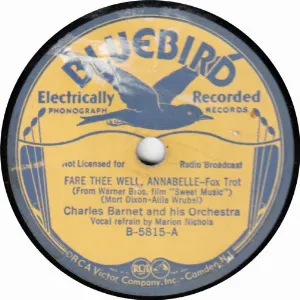 BLUEBIRD
Electrically Recorded
PHONOGRAPH RECORDS
Not Licensed for Radio Broadcast
FARE THEE WELL, ANNABELLE—Fox Trot
(From Warner Bros. film "Sweet Music")
(Mort Dixon-Allie Wrubel)
Charles Barnet and his Orchestra
Vocal refrain by Marion Nichols
B-5815-A
RCA Victor Company, Inc. Camden, N.J.
RCA